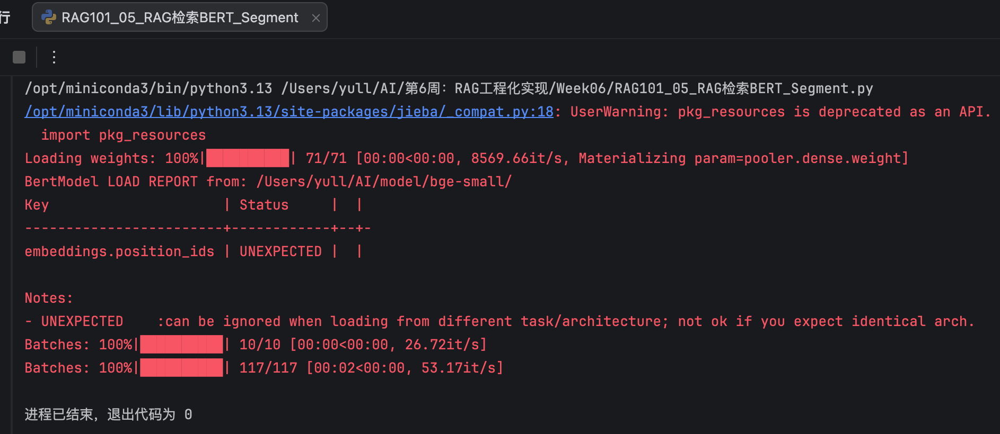 行
RAG101_05_RAG检索BERT_Segment
/opt/miniconda3/bin/python3.13 /Users/yull/AI/第6周：RAG工程化实现/Week06/RAG101_05_RAG检索BERT_Segment.py
/opt/miniconda3/lib/python3.13/site-packages/jieba/_compat.py:18: UserWarning: pkg_resources is deprecated as an API.
  import pkg_resources
Loading weights: 100%|██████████| 71/71 [00:00<00:00, 8569.66it/s, Materializing param=pooler.dense.weight]
BertModel LOAD REPORT from: /Users/yull/AI/model/bge-small/
Key                     | Status     |  |
------------------------+------------+--+-
embeddings.position_ids | UNEXPECTED |  |
Notes:
- UNEXPECTED    :can be ignored when loading from different task/architecture; not ok if you expect identical arch.
Batches: 100%|██████████| 10/10 [00:00<00:00, 26.72it/s]
Batches: 100%|██████████| 117/117 [00:02<00:00, 53.17it/s]
进程已结束，退出代码为 0